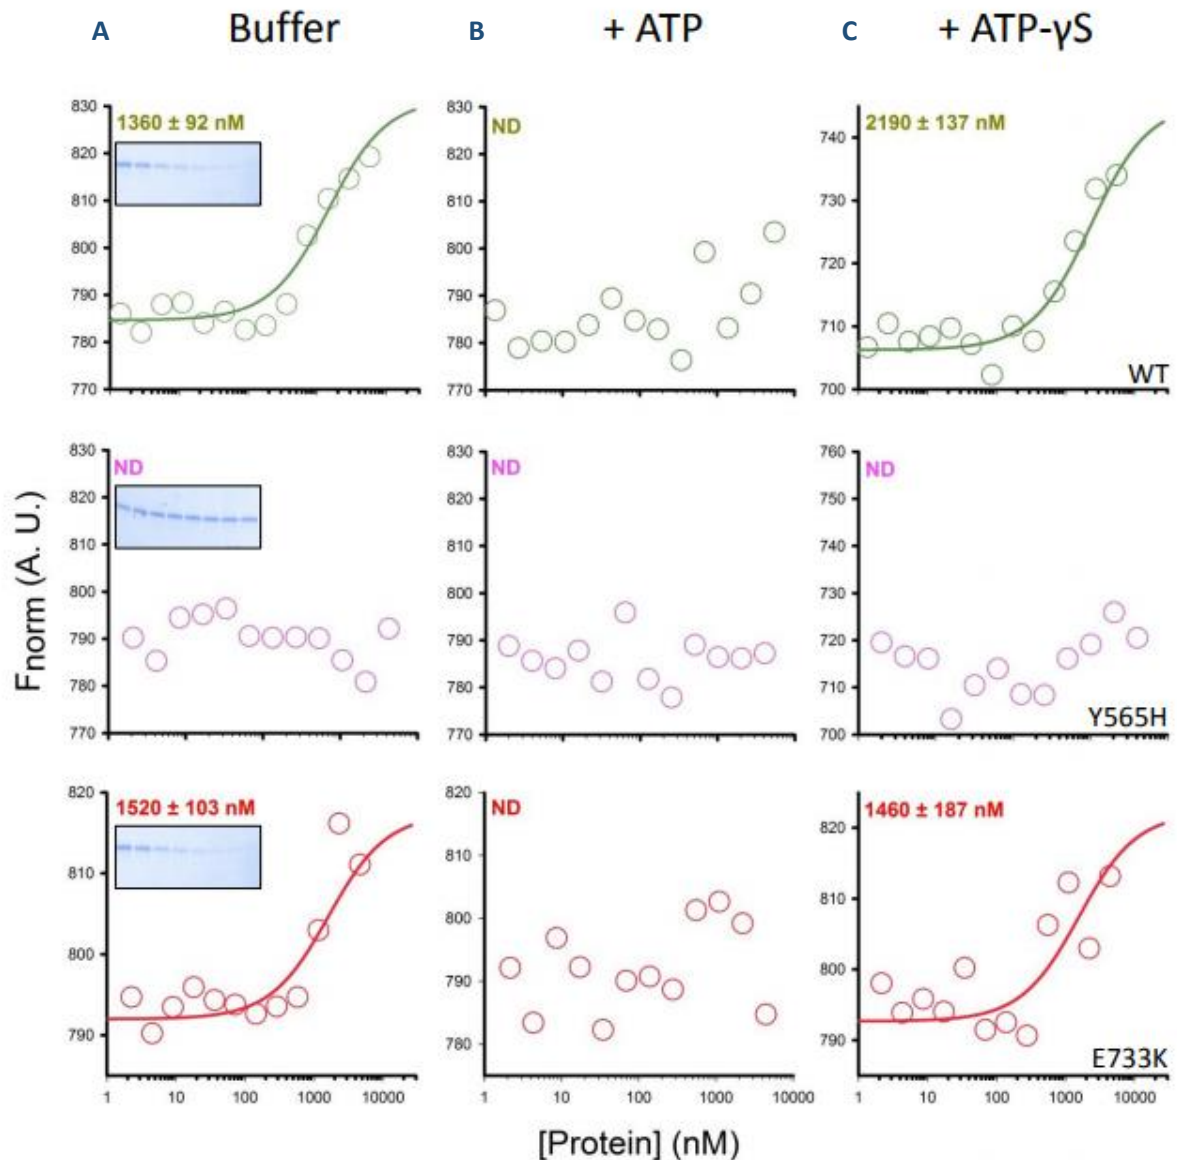 A Buffer B + ATP C + ATP-γS
830
820
810
800
790
780
770
1360 ± 92 nM
830
820
810
800
790
780
770
ND
740
730
720
710
700
2190 ± 137 nM
WT
Fnorm (A. U.)
830
820
810
800
790
780
770
ND
830
820
810
800
790
780
770
ND
760
750
740
730
720
710
700
ND
Y565H
820
810
800
790
1520 ± 103 nM
1 10 100 1000 10000
820
810
800
790
780
ND
1 10 100 1000 10000
820
810
800
790
1460 ± 187 nM
E733K
1 10 100 1000 10000
[Protein] (nM)